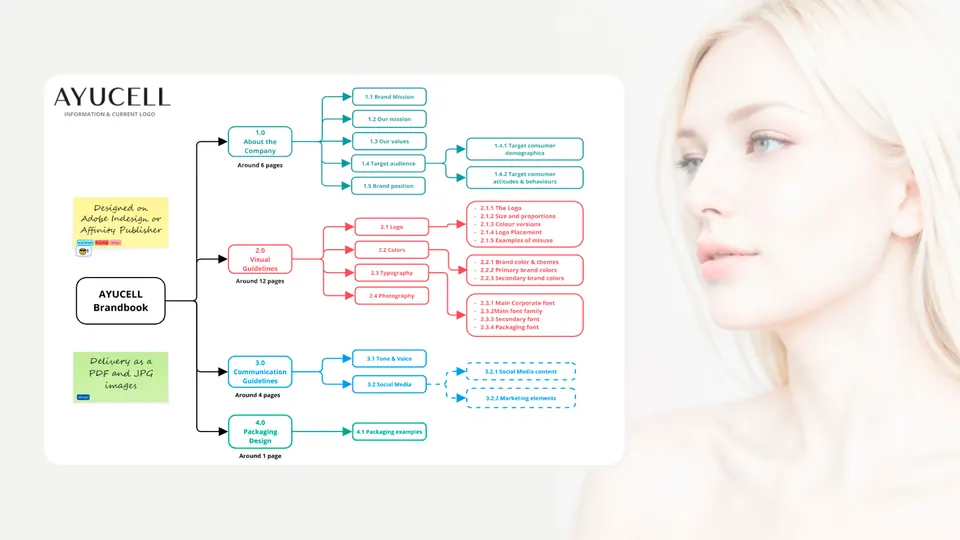 AYUCELL
INFORMATION & CURRENT LOGO
Designed on
Adobe Indesign or
Affinity Publisher
AYUCELL
Brandbook
Delivery as a
PDF and JPG
images
1.0
About the
Company
Around 6 pages
1.1 Brand Mission
1.2 Our mission
1.3 Our values
1.4 Target audience
1.5 Brand position
1.4.1 Target consumer
demographics
1.4.2 Target consumer
attitudes & behaviours
2.0
Visual
Guidelines
Around 12 pages
2.1 Logo
2.2 Colors
2.3 Typography
2.4 Photography
• 2.1.1 The Logo
• 2.1.2 Size and proportions
• 2.1.3 Colour versions
• 2.1.4 Logo Placement
• 2.1.5 Examples of misuse
• 2.2.1 Brand color & themes
• 2.2.2 Primary brand colors
• 2.2.3 Secondary brand colors
• 2.3.1 Main Corporate font
• 2.3.2Main font family
• 2.3.3 Secondary font
• 2.3.4 Packaging font
3.0
Communication
Guidelines
Around 4 pages
3.1 Tone & Voice
3.2 Social Media
3.2.1 Social Media content
3.2.2 Marketing elements
4.0
Packaging
Design
Around 1 page
4.1 Packaging examples